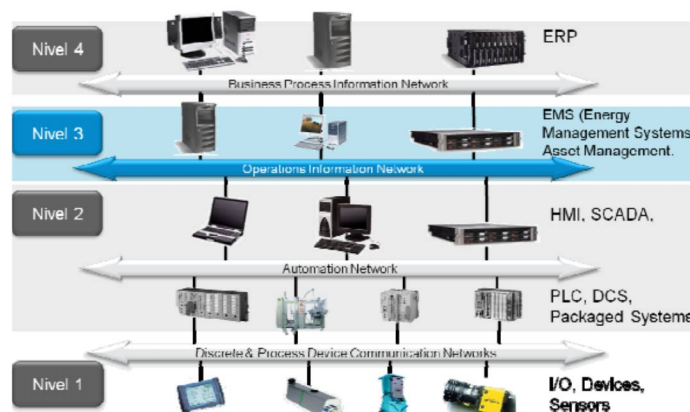 Nivel 4
ERP
Business Process Information Network
Nivel 3
EMS (Energy
Management Systems
Asset Management.
Operations Information Network
Nivel 2
HMI, SCADA,
Automation Network
PLC, DCS,
Packaged Systems
Discrete & Process Device Communication Networks
Nivel 1
I/O, Devices,
Sensors